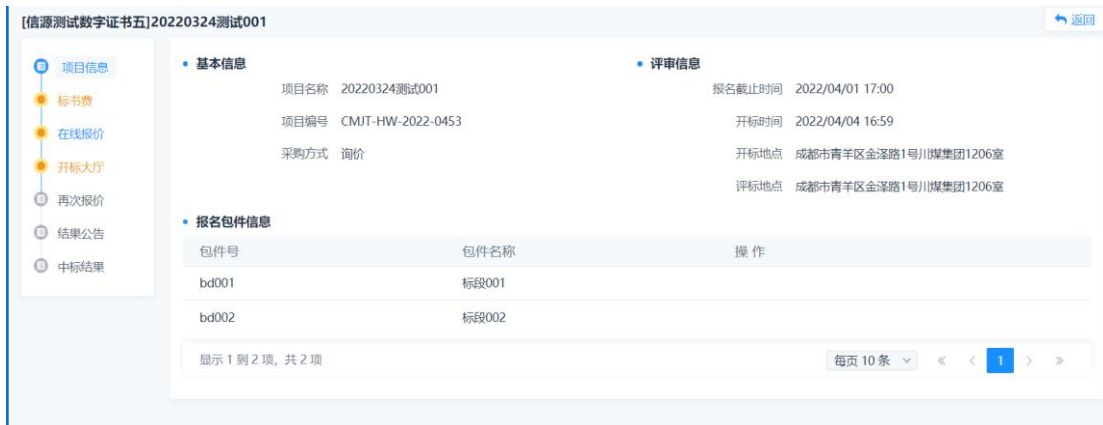 [信源测试数字证书五]20220324测试001
返回
项目信息
标书费
在线报价
开标大厅
再次报价
结果公告
中标结果
基本信息
项目名称 20220324测试001
项目编号 CMJT-HW-2022-0453
采购方式 询价
评审信息
报名截止时间 2022/04/01 17:00
开标时间 2022/04/04 16:59
开标地点 成都市青羊区金泽路1号川煤集团1206室
评标地点 成都市青羊区金泽路1号川煤集团1206室
报名包件信息
包件号 包件名称 操作
bd001 标段001
bd002 标段002
显示 1 到 2 项，共 2 项
每页 10 条 « < 1 > »